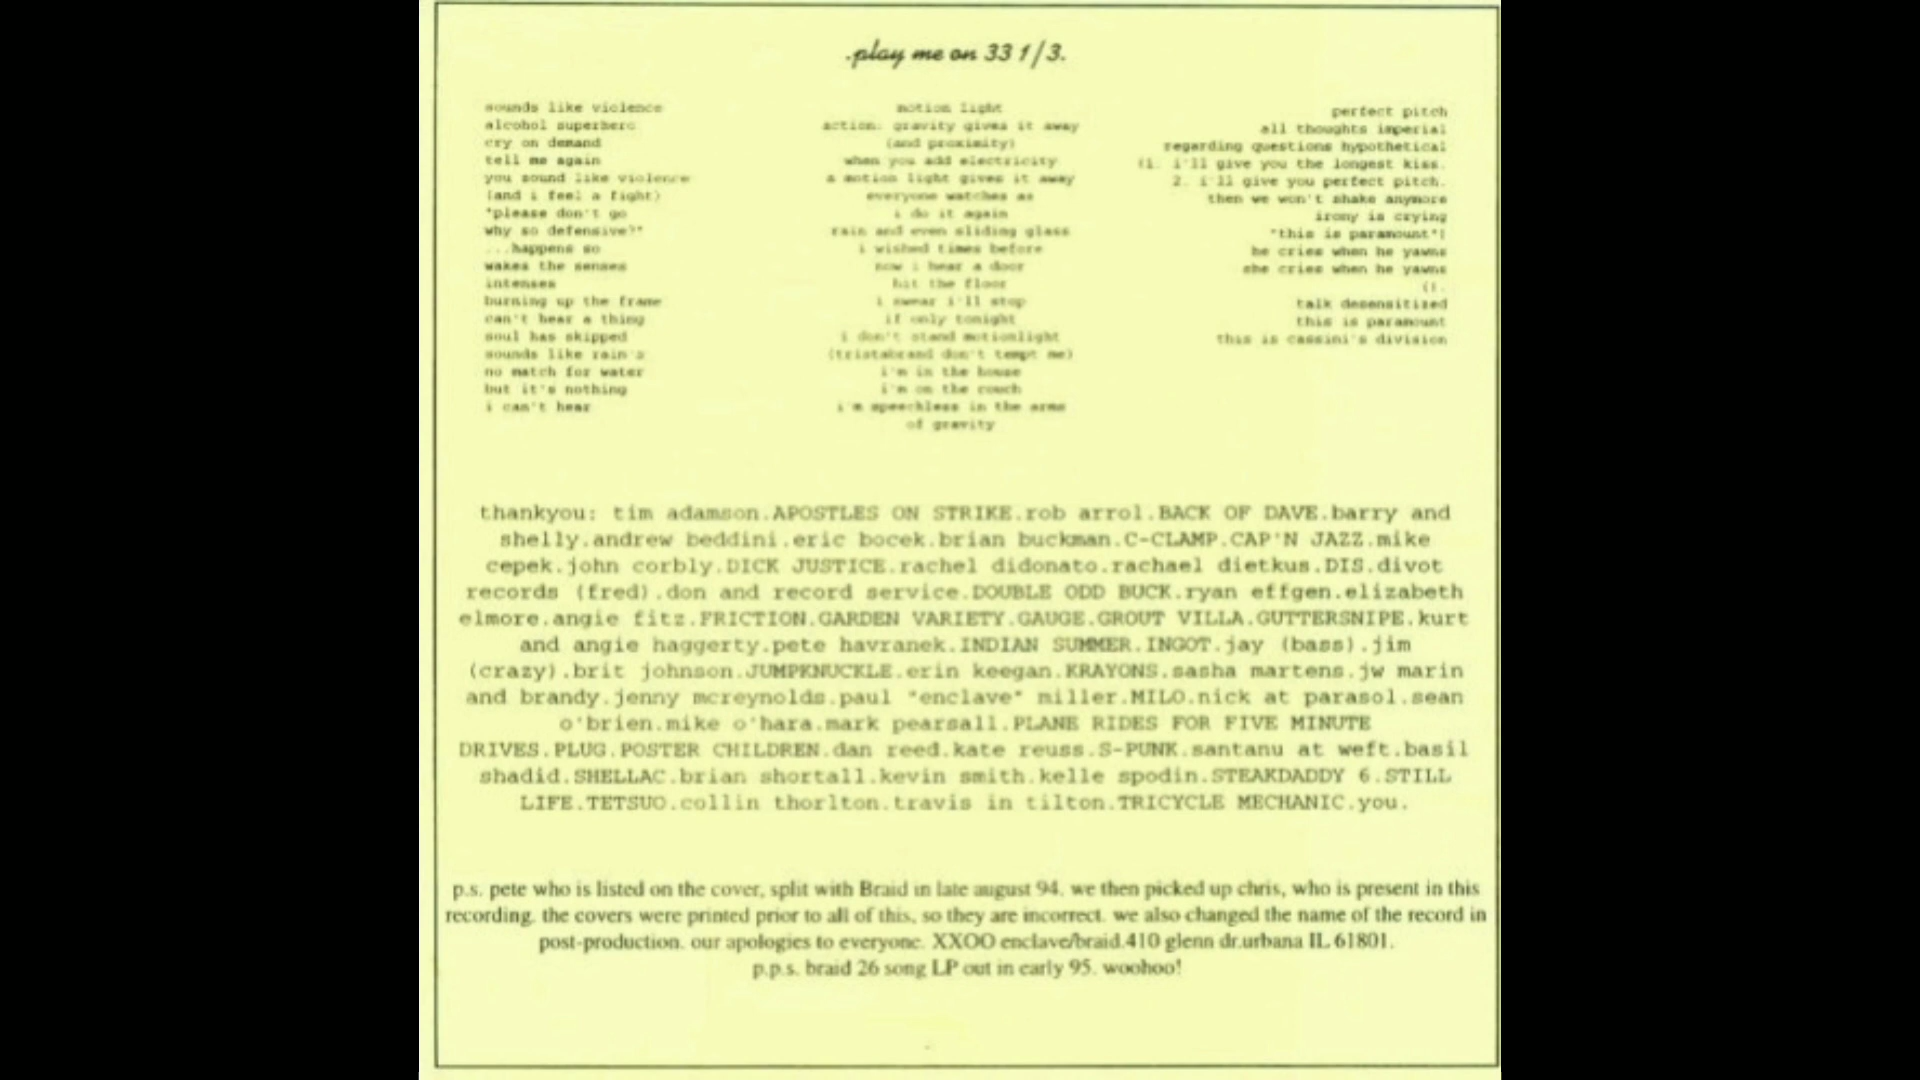 .play me on 33 1/3.
sounds like violence
alcohol superhero
cry on demand
tell me again
you sound like violence
(and i feel a fight)
"please don't go
why so defensive?"
...happens so
wakes the senses
intenses
burning up the frame
can't hear a thing
soul has skipped
sounds like rain's
no match for water
but it's nothing
i can't hear
motion light
action: gravity gives it away
(and proximity)
when you add electricity
a motion light gives it away
everyone watches as
i do it again
rain and even sliding glass
i wished times before
now i hear a door
hit the floor
i swear i'll stop
if only tonight
i don't stand motionlight
(tristabrand don't tempt me)
i'm in the house
i'm on the couch
i'm speechless in the arms
of gravity
perfect pitch
all thoughts imperial
regarding questions hypothetical
(1. i'll give you the longest kiss.
2. i'll give you perfect pitch.
then we won't shake anymore
irony is crying
"this is paramount"!
he cries when he yawns
she cries when he yawns
(!.
talk desensitized
this is paramount
this is cassini's division
thankyou: tim adamson.APOSTLES ON STRIKE.rob arrol.BACK OF DAVE.barry and
shelly.andrew beddini.eric bocek.brian buckman.C-CLAMP.CAP'N JAZZ.mike
cepek.john corbly.DICK JUSTICE.rachel didonato.rachael dietkus.DIS.divot
records (fred).don and record service.DOUBLE ODD BUCK.ryan effgen.elizabeth
elmore.angie fitz.FRICTION.GARDEN VARIETY.GAUGE.GROUT VILLA.GUTTERSNIPE.kurt
and angie haggerty.pete havranek.INDIAN SUMMER.INGOT.jay (bass).jim
(crazy).brit johnson.JUMPKNUCKLE.erin keegan.KRAYONS.sasha martens.jw marin
and brandy.jenny mcreynolds.paul "enclave" miller.MILO.nick at parasol.sean
o'brien.mike o'hara.mark pearsall.PLANE RIDES FOR FIVE MINUTE
DRIVES.PLUG.POSTER CHILDREN.dan reed.kate reuss.S-PUNK.santanu at weft.basil
shadid.SHELLAC.brian shortall.kevin smith.kelle spodin.STEAKDADDY 6.STILL
LIFE.TETSUO.collin thorlton.travis in tilton.TRICYCLE MECHANIC.you.
p.s. pete who is listed on the cover, split with Braid in late august 94. we then picked up chris, who is present in this
recording. the covers were printed prior to all of this, so they are incorrect. we also changed the name of the record in
post-production. our apologies to everyone. XXOO enclave/braid.410 glenn dr.urbana IL 61801.
p.p.s. braid 26 song LP out in early 95. woohoo!